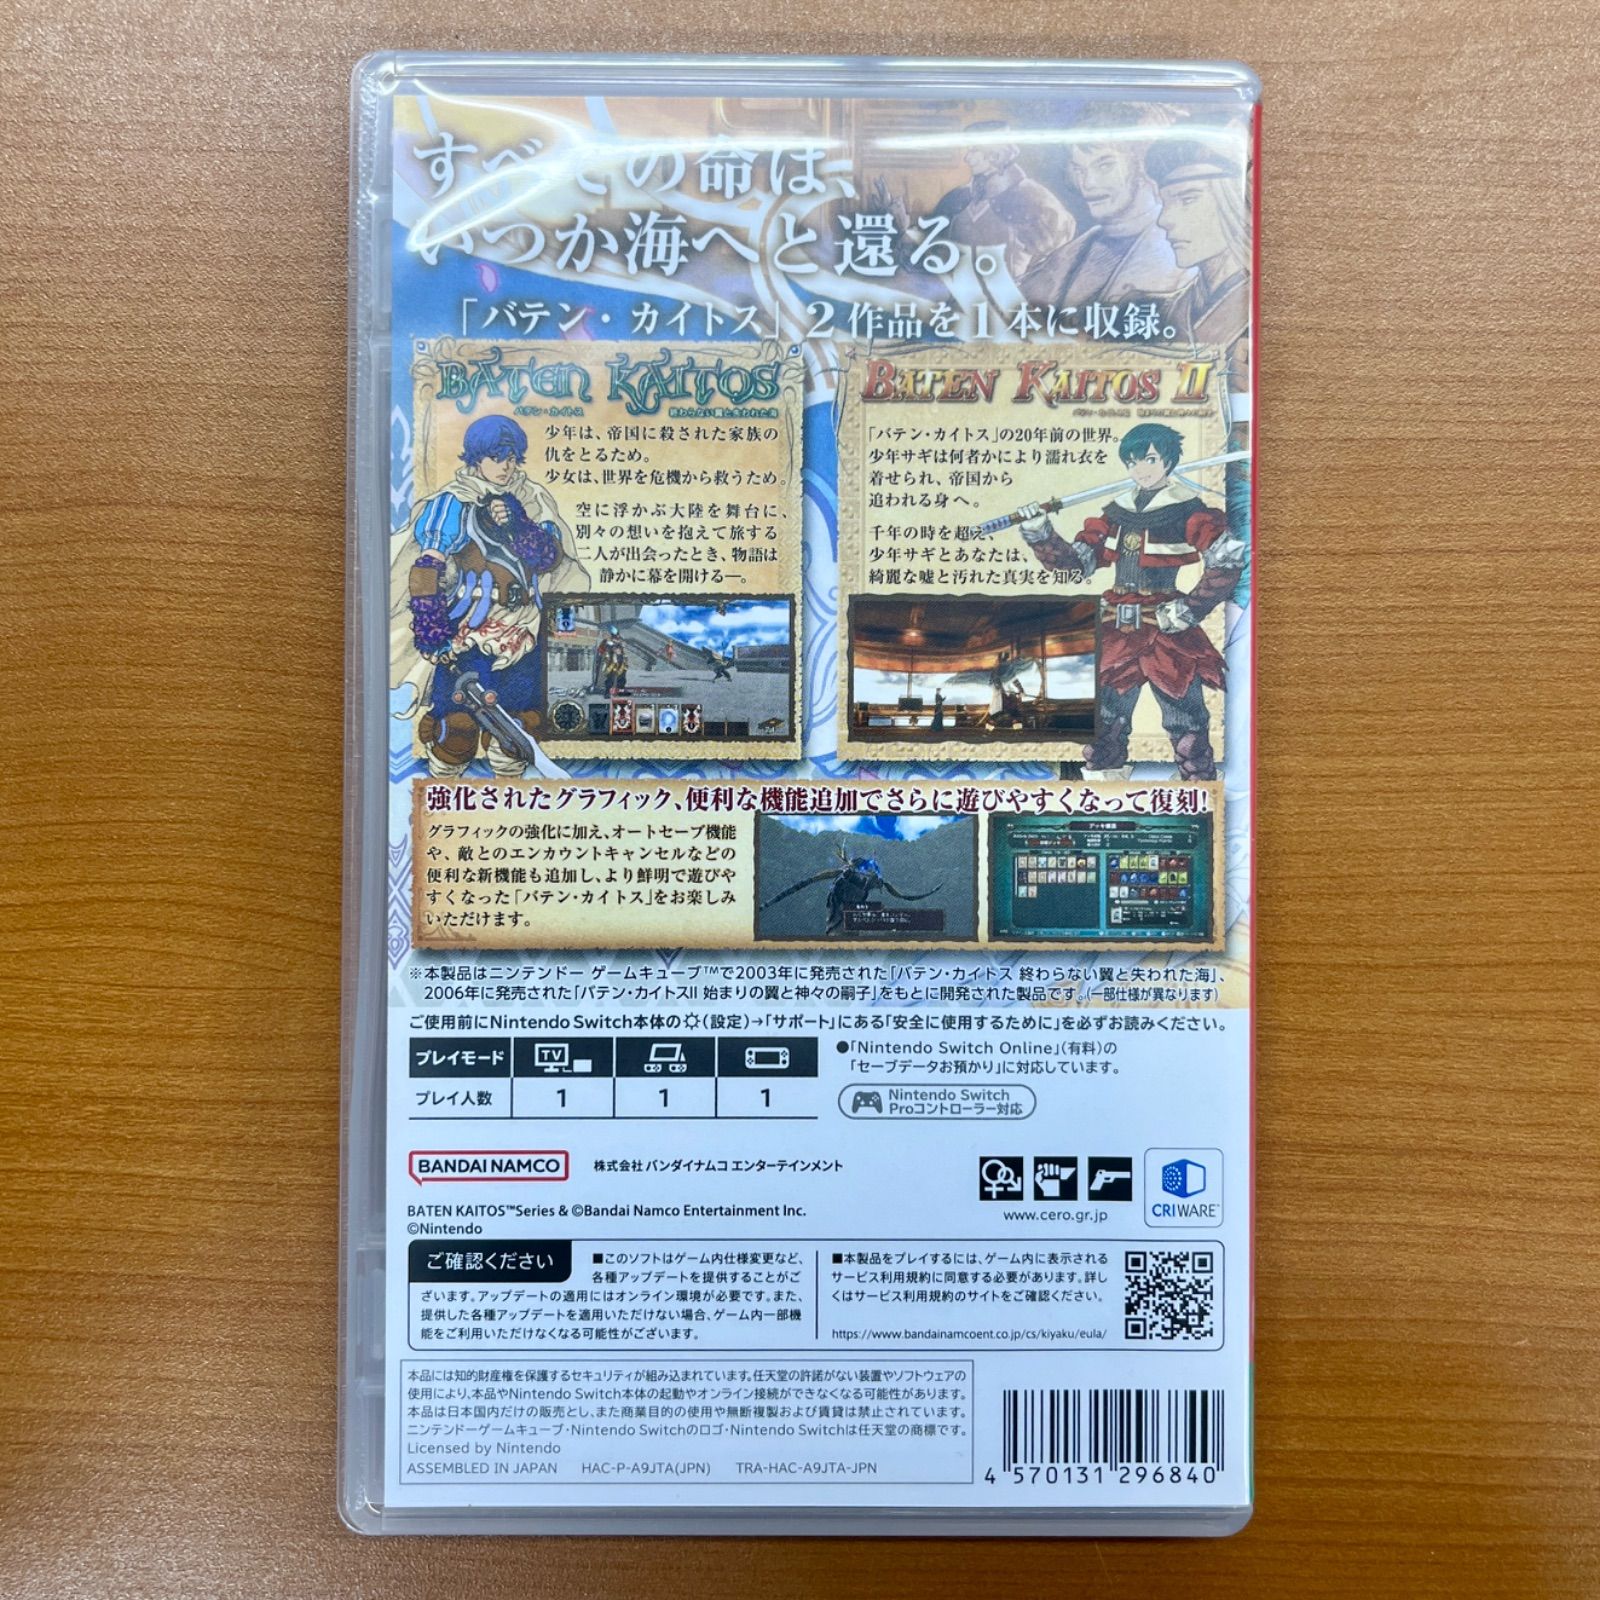 すべての命は、
いつか海へと還る。
「バテン・カイトス」2作品を1本に収録。
BATEN KAITOS
バテン・カイトス 終わらない翼と失われた海
少年は、帝国に殺された家族の
仇をとるため。
少女は、世界を危機から救うため。
空に浮かぶ大陸を舞台に、
別々の想いを抱えて旅する
二人が出会ったとき、物語は
静かに幕を開ける―。
BATEN KAITOS II
「バテン・カイトス」の20年前の世界。
少年サギは何者かにより濡れ衣を
着せられ、帝国から
追われる身へ。
千年の時を超え、
少年サギとあなたは、
綺麗な嘘と汚れた真実を知る。
強化されたグラフィック、便利な機能追加でさらに遊びやすくなって復刻!
グラフィックの強化に加え、オートセーブ機能
や、敵とのエンカウントキャンセルなどの
便利な新機能も追加し、より鮮明で遊びや
すくなった「バテン・カイトス」をお楽しみ
いただけます。
※本製品はニンテンドー ゲームキューブ™で2003年に発売された「バテン・カイトス 終わらない翼と失われた海」、
2006年に発売された「バテン・カイトスII 始まりの翼と神々の嗣子」をもとに開発された製品です。(一部仕様が異なります)
ご使用前にNintendo Switch本体の(設定)→「サポート」にある「安全に使用するために」を必ずお読みください。
プレイモード TV
プレイ人数 1 1 1
●「Nintendo Switch Online」(有料)の
「セーブデータお預かり」に対応しています。
Nintendo Switch
Proコントローラー対応
BANDAI NAMCO 株式会社 バンダイナムコ エンターテインメント
BATEN KAITOS™Series & ©Bandai Namco Entertainment Inc.
©Nintendo
www.cero.gr.jp
CRIWARE
ご確認ください
■このソフトはゲーム内仕様変更など、
各種アップデートを提供することがご
ざいます。アップデートの適用にはオンライン環境が必要です。また、
提供した各種アップデートを適用いただけない場合、ゲーム内一部機
能をご利用いただけなくなる可能性がございます。
■本製品をプレイするには、ゲーム内に表示される
サービス利用規約に同意する必要があります。詳し
くはサービス利用規約のサイトをご確認ください。
https://www.bandainamcoent.co.jp/cs/kiyaku/eula/
本品には知的財産権を保護するセキュリティが組み込まれています。任天堂の許諾がない装置やソフトウェアの
使用により、本品やNintendo Switch本体の起動やオンライン接続ができなくなる可能性があります。
本品は日本国内だけの販売とし、また商業目的の使用や無断複製および賃貸は禁止されています。
ニンテンドーゲームキューブ・Nintendo Switchのロゴ・Nintendo Switchは任天堂の商標です。
Licensed by Nintendo
ASSEMBLED IN JAPAN HAC-P-A9JTA(JPN) TRA-HAC-A9JTA-JPN
4 570131 296840